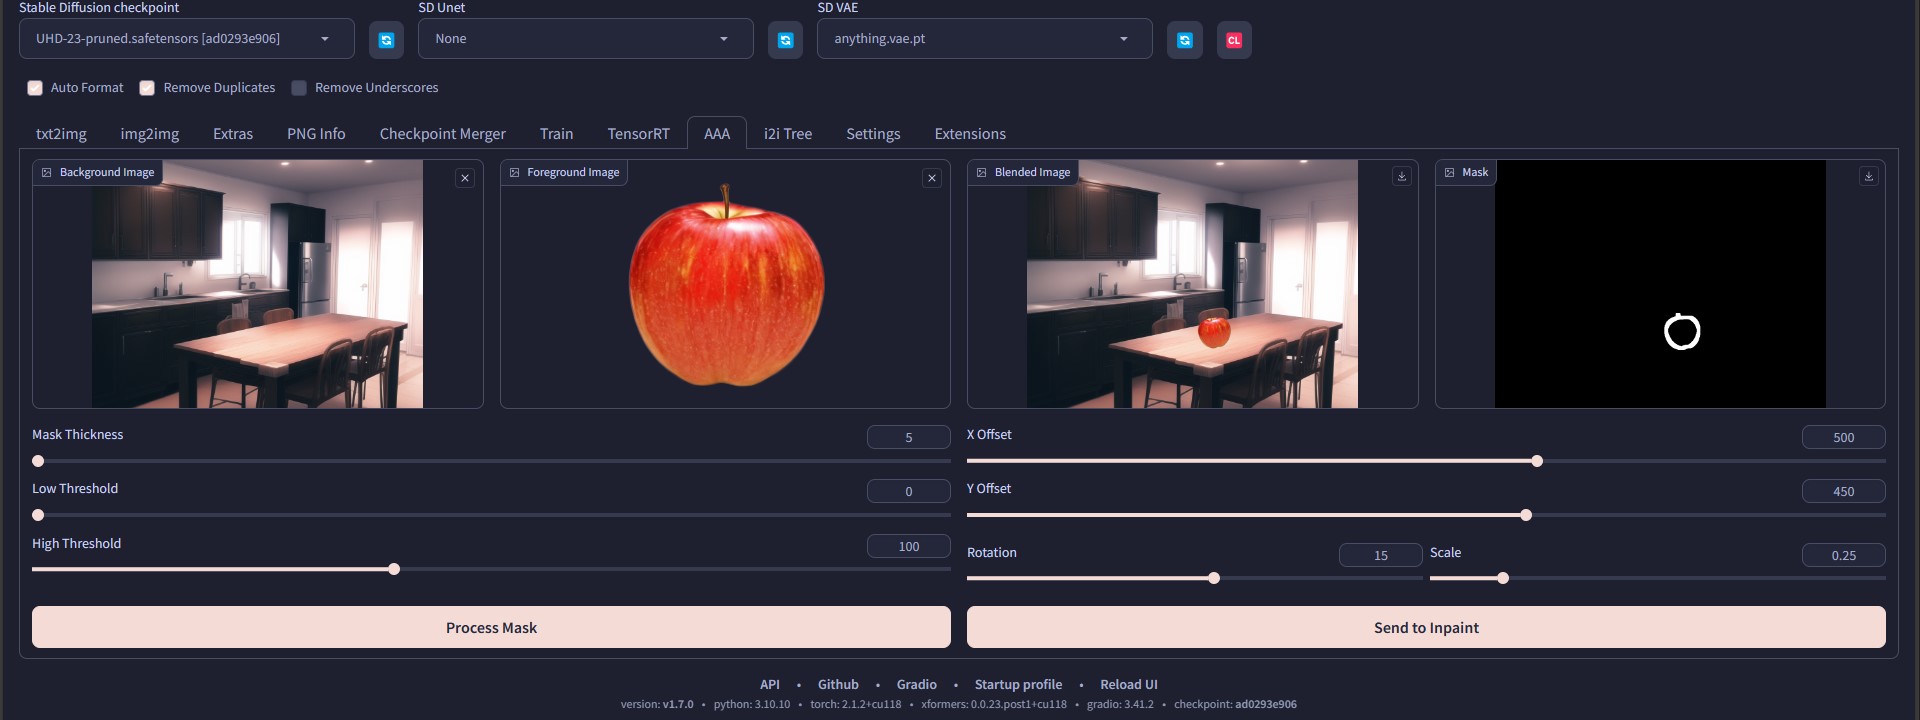 Stable Diffusion checkpoint
SD Unet
SD VAE
UHD-23-pruned.safetensors [ad0293e906]
None
anything.vae.pt
CL
Auto Format
Remove Duplicates
Remove Underscores
txt2img
img2img
Extras
PNG Info
Checkpoint Merger
Train
TensorRT
AAA
i2i Tree
Settings
Extensions
Background Image
Foreground Image
Blended Image
Mask
Mask Thickness
5
Low Threshold
0
High Threshold
100
X Offset
500
Y Offset
450
Rotation
15
Scale
0.25
Process Mask
Send to Inpaint
API • Github • Gradio • Startup profile • Reload UI
version: v1.7.0 • python: 3.10.10 • torch: 2.1.2+cu118 • xformers: 0.0.23.post1+cu118 • gradio: 3.41.2 • checkpoint: ad0293e906